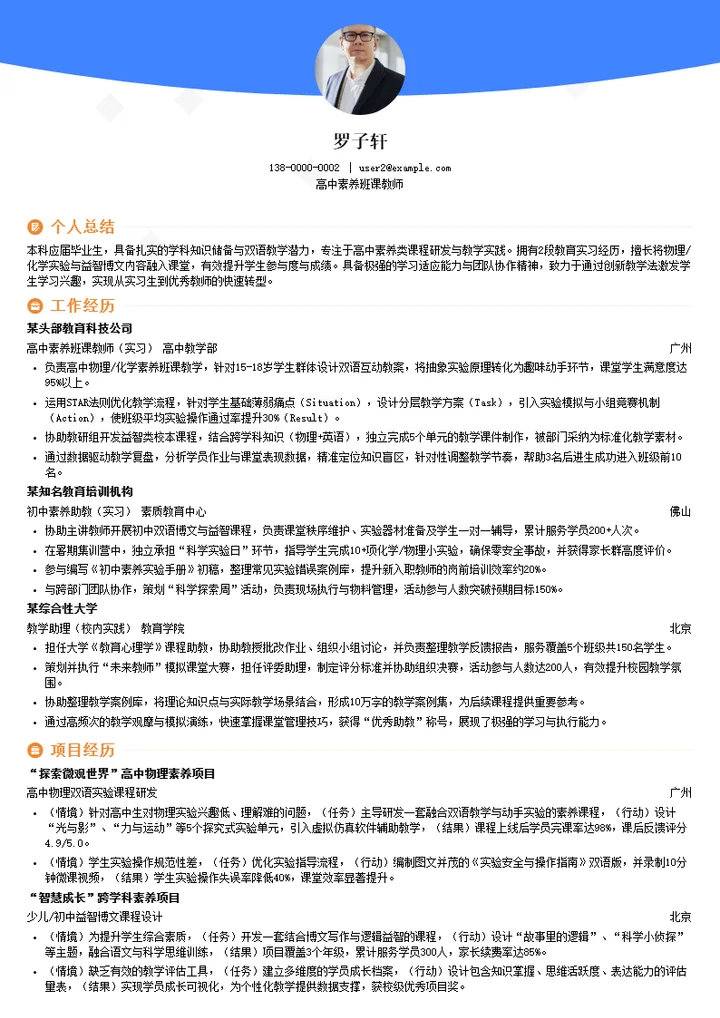 罗子轩
138-0000-0002 | user2@example.com
高中素养班课教师
个人总结
本科应届毕业生，具备扎实的学科知识储备与双语教学潜力，专注于高中素养类课程研发与教学实践。拥有2段教育实习经历，擅长将物理/
化学实验与益智博文内容融入课堂，有效提升学生参与度与成绩。具备极强的学习适应能力与团队协作精神，致力于通过创新教学法激发学
生学习兴趣，实现从实习生到优秀教师的快速转型。
工作经历
某头部教育科技公司
高中素养班课教师（实习） 高中教学部 广州
• 负责高中物理/化学素养班课教学，针对15-18岁学生群体设计双语互动教案，将抽象实验原理转化为趣味动手环节，课堂学生满意度达
95%以上。
• 运用STAR法则优化教学流程，针对学生基础薄弱痛点（Situation），设计分层教学方案（Task），引入实验模拟与小组竞赛机制
（Action），使班级平均实验操作通过率提升30%（Result）。
• 协助教研组开发益智类校本课程，结合跨学科知识（物理+英语），独立完成5个单元的教学课件制作，被部门采纳为标准化教学素材。
• 通过数据驱动教学复盘，分析学员作业与课堂表现数据，精准定位知识盲区，针对性调整教学节奏，帮助3名后进生成功进入班级前10
名。
某知名教育培训机构
初中素养助教（实习） 素质教育中心 佛山
• 协助主讲教师开展初中双语博文与益智课程，负责课堂秩序维护、实验器材准备及学生一对一辅导，累计服务学员200+人次。
• 在暑期集训营中，独立承担“科学实验日”环节，指导学生完成10+项化学/物理小实验，确保零安全事故，并获得家长群高度评价。
• 参与编写《初中素养实验手册》初稿，整理常见实验错误案例库，提升新入职教师的岗前培训效率约20%。
• 与跨部门团队协作，策划“科学探索周”活动，负责现场执行与物料管理，活动参与人数突破预期目标150%。
某综合性大学
教学助理（校内实践） 教育学院 北京
• 担任大学《教育心理学》课程助教，协助教授批改作业、组织小组讨论，并负责整理教学反馈报告，服务覆盖5个班级共150名学生。
• 策划并执行“未来教师”模拟课堂大赛，担任评委助理，制定评分标准并协助组织决赛，活动参与人数达200人，有效提升校园教学氛
围。
• 协助整理教学案例库，将理论知识点与实际教学场景结合，形成10万字的教学案例集，为后续课程提供重要参考。
• 通过高频次的教学观摩与模拟演练，快速掌握课堂管理技巧，获得“优秀助教”称号，展现了极强的学习与执行能力。
项目经历
“探索微观世界”高中物理素养项目
高中物理双语实验课程研发 广州
• （情境）针对高中生对物理实验兴趣低、理解难的问题，（任务）主导研发一套融合双语教学与动手实验的素养课程，（行动）设计
“光与影”、“力与运动”等5个探究式实验单元，引入虚拟仿真软件辅助教学，（结果）课程上线后学员完课率达98%，课后反馈评分
4.9/5.0。
• （情境）学生实验操作规范性差，（任务）优化实验指导流程，（行动）编制图文并茂的《实验安全与操作指南》双语版，并录制10分
钟微课视频，（结果）学生实验操作失误率降低40%，课堂效率显著提升。
“智慧成长”跨学科素养项目
少儿/初中益智博文课程设计 北京
• （情境）为提升学生综合素质，（任务）开发一套结合博文写作与逻辑益智的课程，（行动）设计“故事里的逻辑”、“科学小侦探”
等主题，融合语文与科学思维训练，（结果）项目覆盖3个年级，累计服务学员300人，家长续费率达85%。
• （情境）缺乏有效的教学评估工具，（任务）建立多维度的学员成长档案，（行动）设计包含知识掌握、思维活跃度、表达能力的评估
量表，（结果）实现学员成长可视化，为个性化教学提供数据支撑，获校级优秀项目奖。